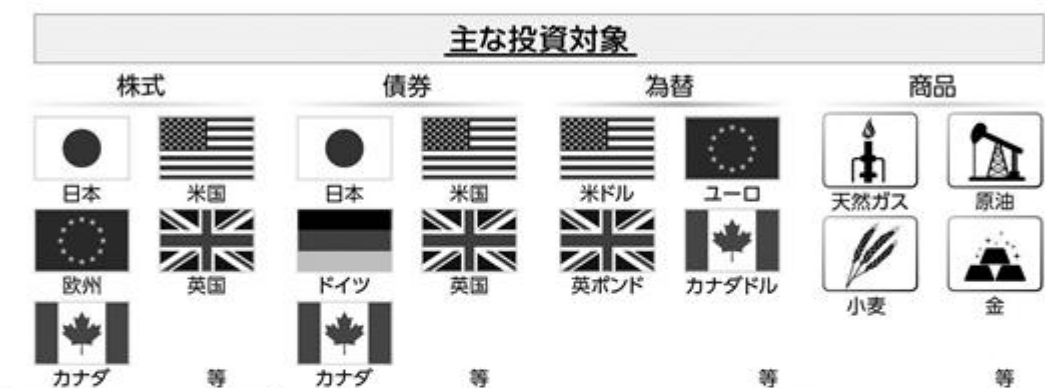 主な投資対象
株式 債券 為替 商品
日本 米国 日本 米国 米ドル ユーロ 天然ガス 原油
欧州 英国 ドイツ 英国 英ポンド カナダドル 小麦 金
カナダ 等 カナダ 等 等 等